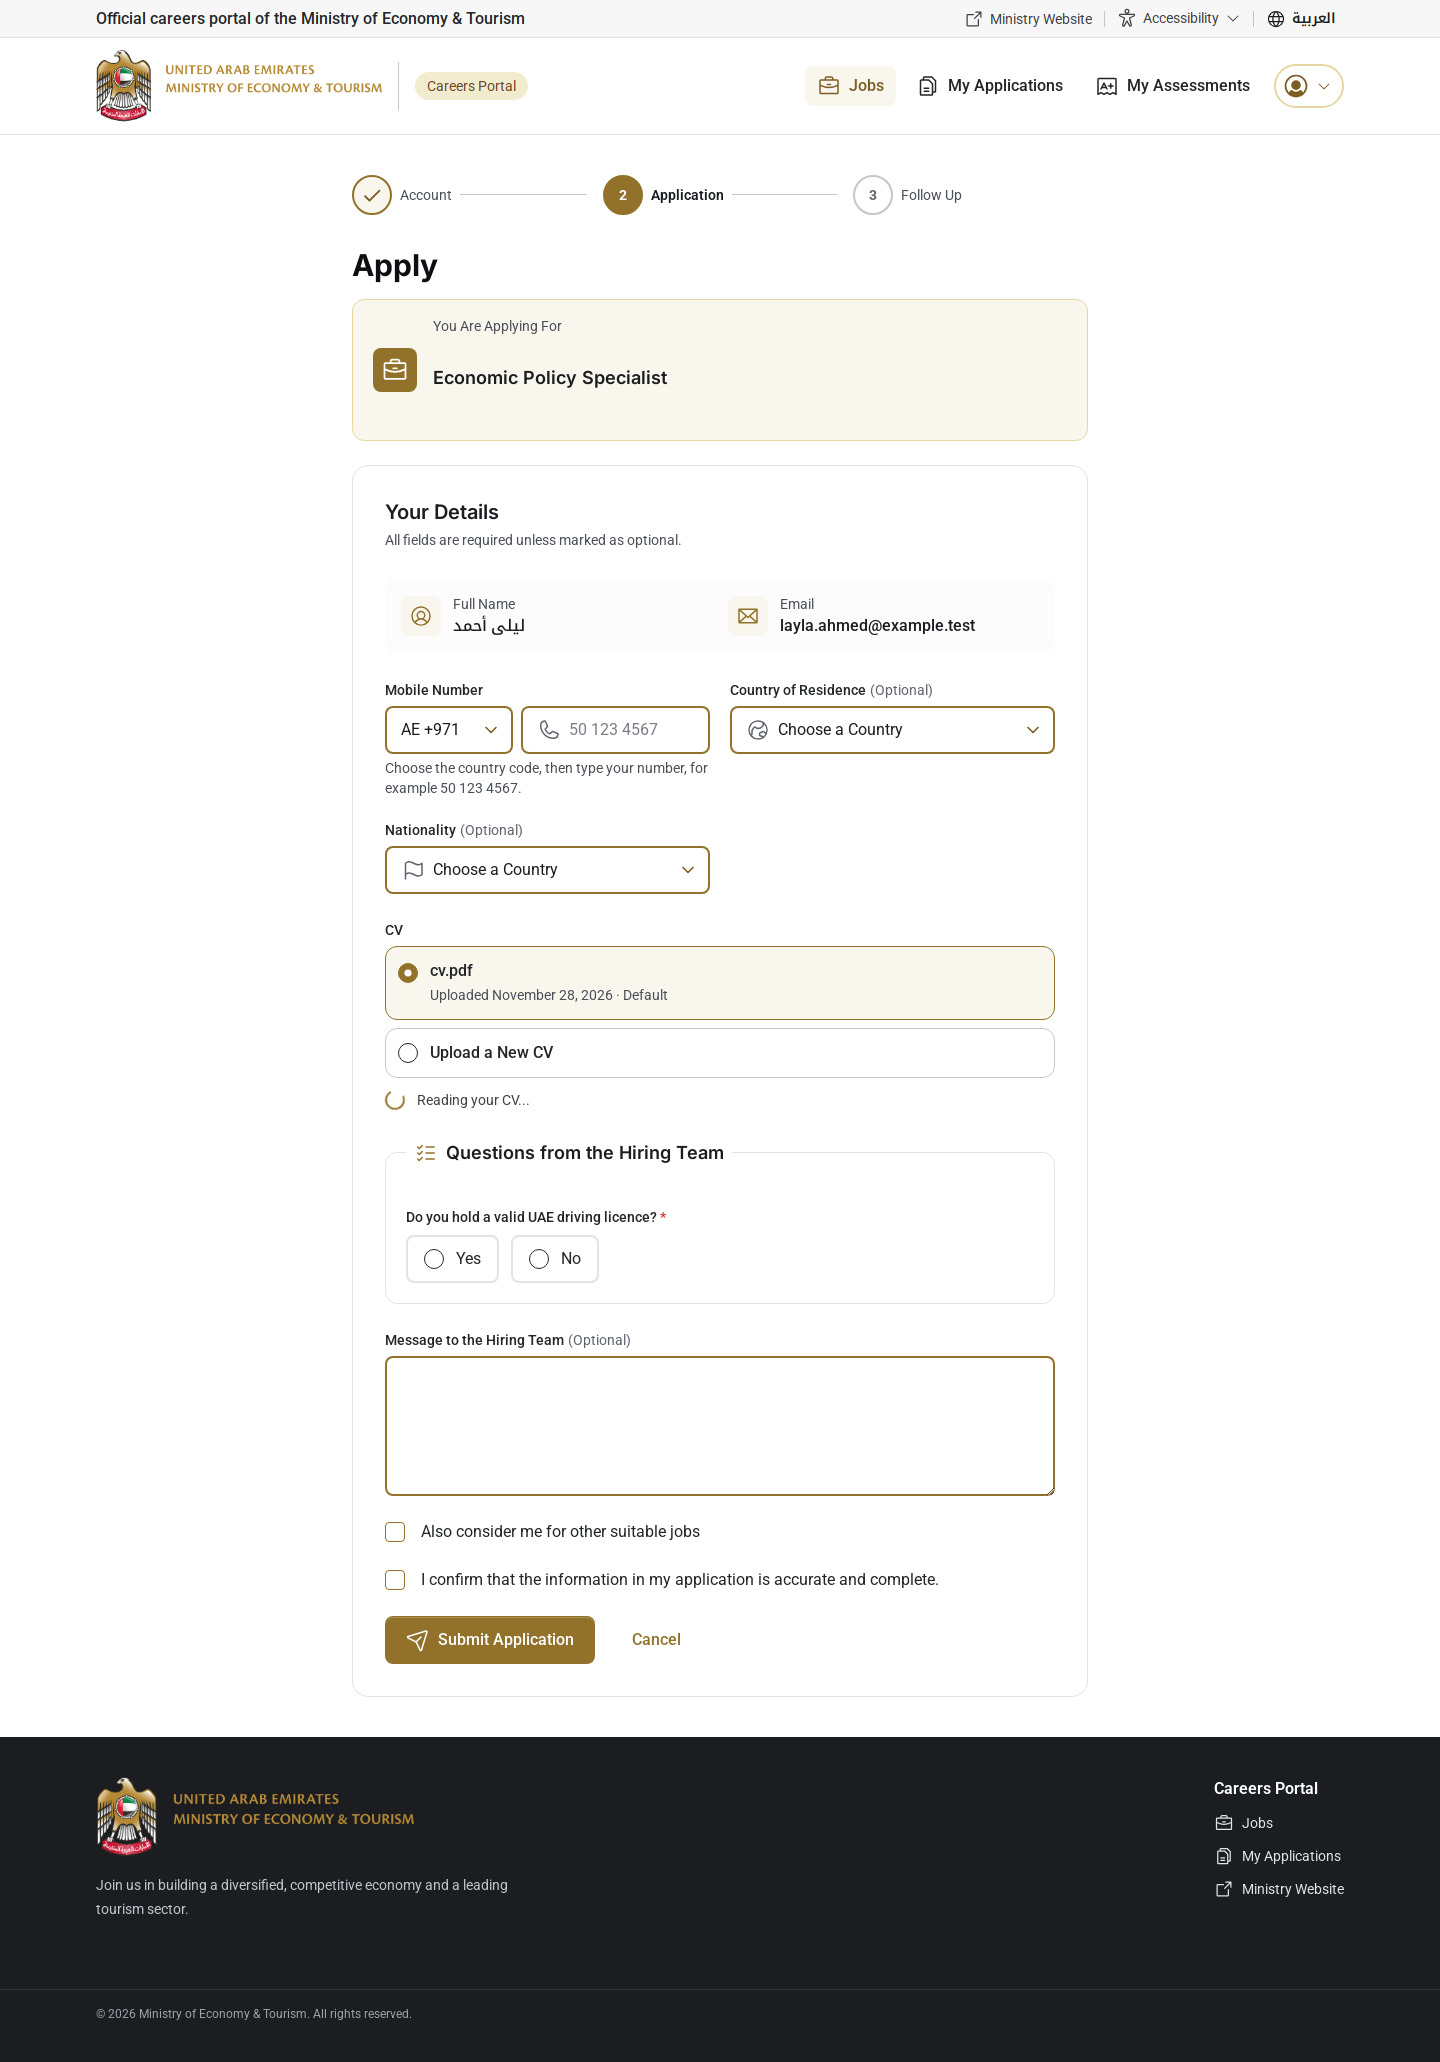 Official careers portal of the Ministry of Economy & Tourism
Ministry Website
Accessibility
العربية
UNITED ARAB EMIRATES
MINISTRY OF ECONOMY & TOURISM
Careers Portal
Jobs
My Applications
My Assessments
Account
2
Application
3
Follow Up
Apply
You Are Applying For
Economic Policy Specialist
Your Details
All fields are required unless marked as optional.
Full Name
ليلى أحمد
Email
layla.ahmed@example.test
Mobile Number
AE +971
50 123 4567
Choose the country code, then type your number, for
example 50 123 4567.
Country of Residence (Optional)
Choose a Country
Nationality (Optional)
Choose a Country
CV
cv.pdf
Uploaded November 28, 2026 · Default
Upload a New CV
Reading your CV...
Questions from the Hiring Team
Do you hold a valid UAE driving licence? *
Yes
No
Message to the Hiring Team (Optional)
Also consider me for other suitable jobs
I confirm that the information in my application is accurate and complete.
Submit Application
Cancel
UNITED ARAB EMIRATES
MINISTRY OF ECONOMY & TOURISM
Join us in building a diversified, competitive economy and a leading
tourism sector.
Careers Portal
Jobs
My Applications
Ministry Website
© 2026 Ministry of Economy & Tourism. All rights reserved.